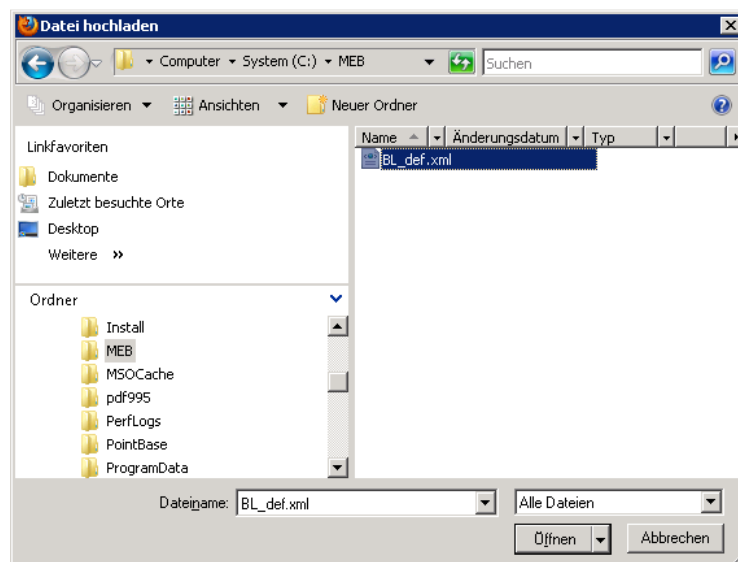 Datei hochladen
Computer System (C:) MEB Suchen
Organisieren Ansichten Neuer Ordner
Linkfavoriten
Dokumente
Zuletzt besuchte Orte
Desktop
Weitere »
Ordner
Install
MEB
MSOCache
pdf995
PerfLogs
PointBase
ProgramData
Name Änderungsdatum Typ
BL_def.xml
Dateiname: BL_def.xml Alle Dateien
Öffnen Abbrechen